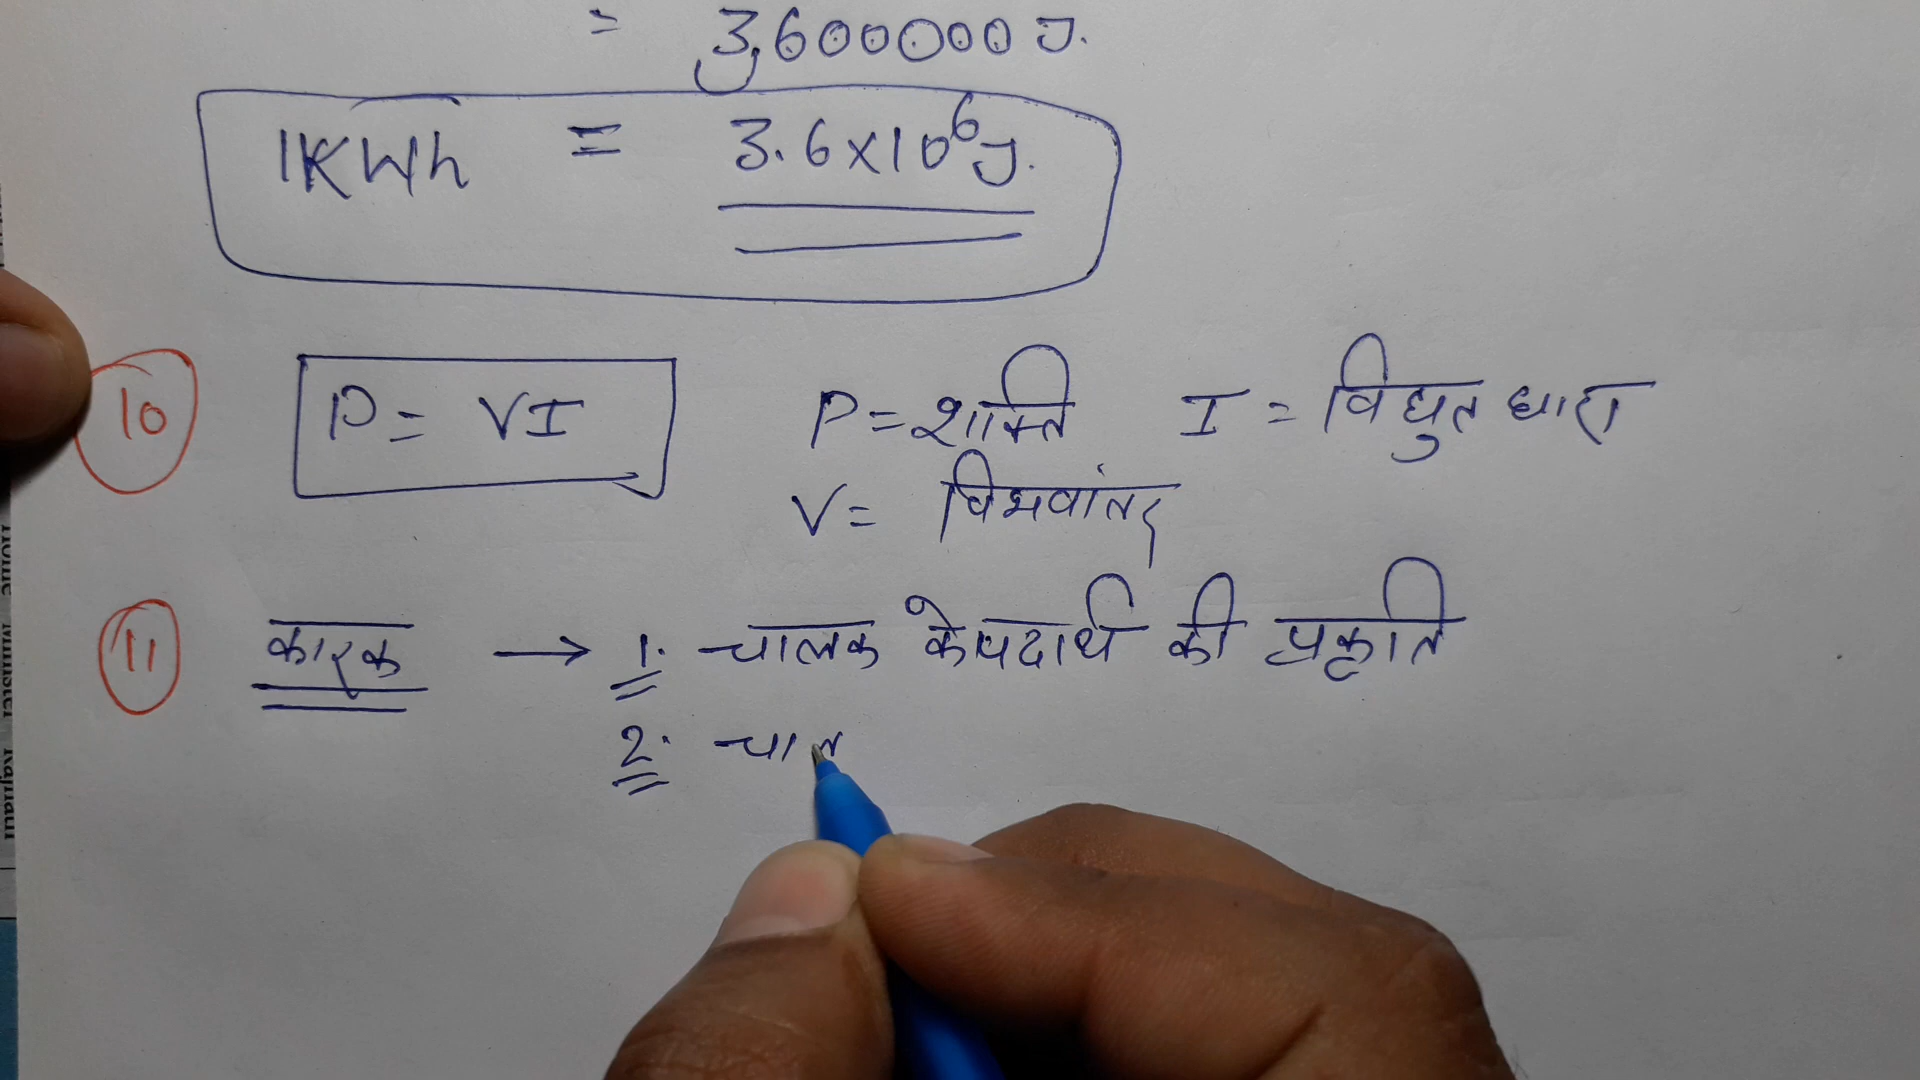 = 3,600000 J.
1KWh = 3.6x10⁶J.
10 P = VI P = शक्ति I = विद्युत धारा
V = विभवांतर
11 कारक → 1. चालक के पदार्थ की प्रकृति
2. चाल